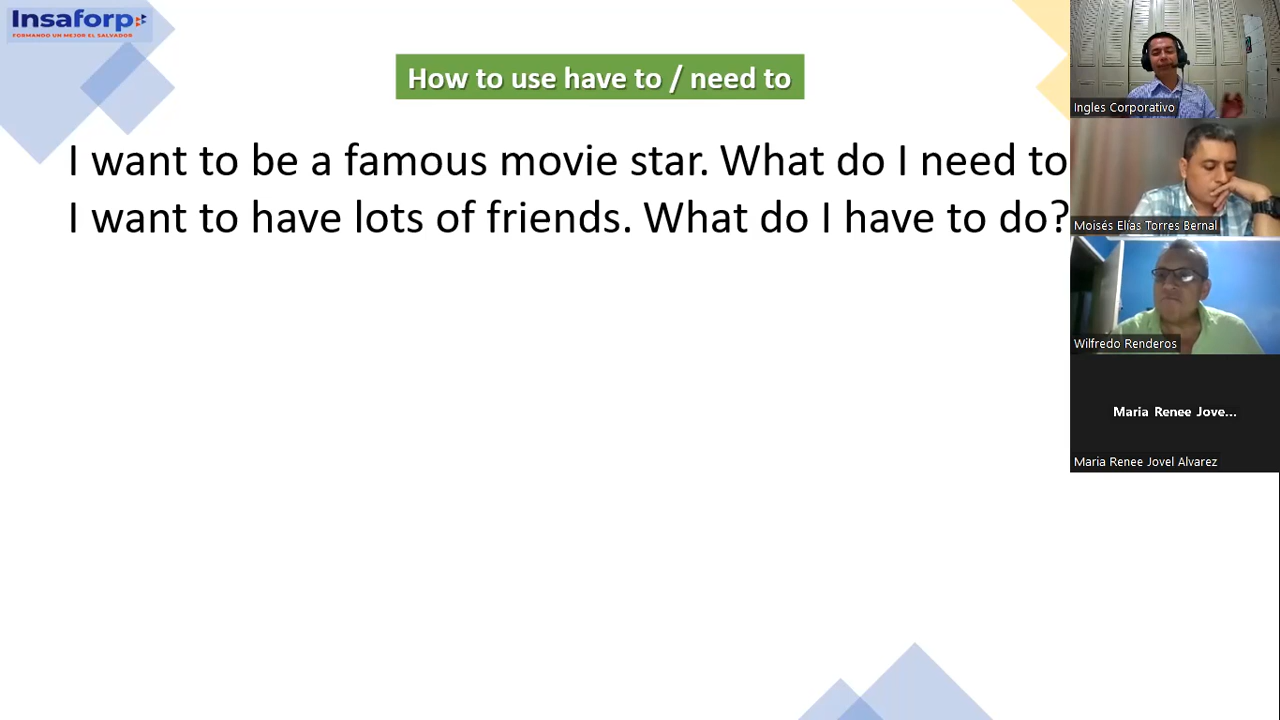 Insaforp
FORMANDO UN MEJOR EL SALVADOR
How to use have to / need to
I want to be a famous movie star. What do I need to
I want to have lots of friends. What do I have to do?
Ingles Corporativo
Moisés Elías Torres Bernal
Wilfredo Renderos
Maria Renee Jove...
Maria Renee Jovel Alvarez